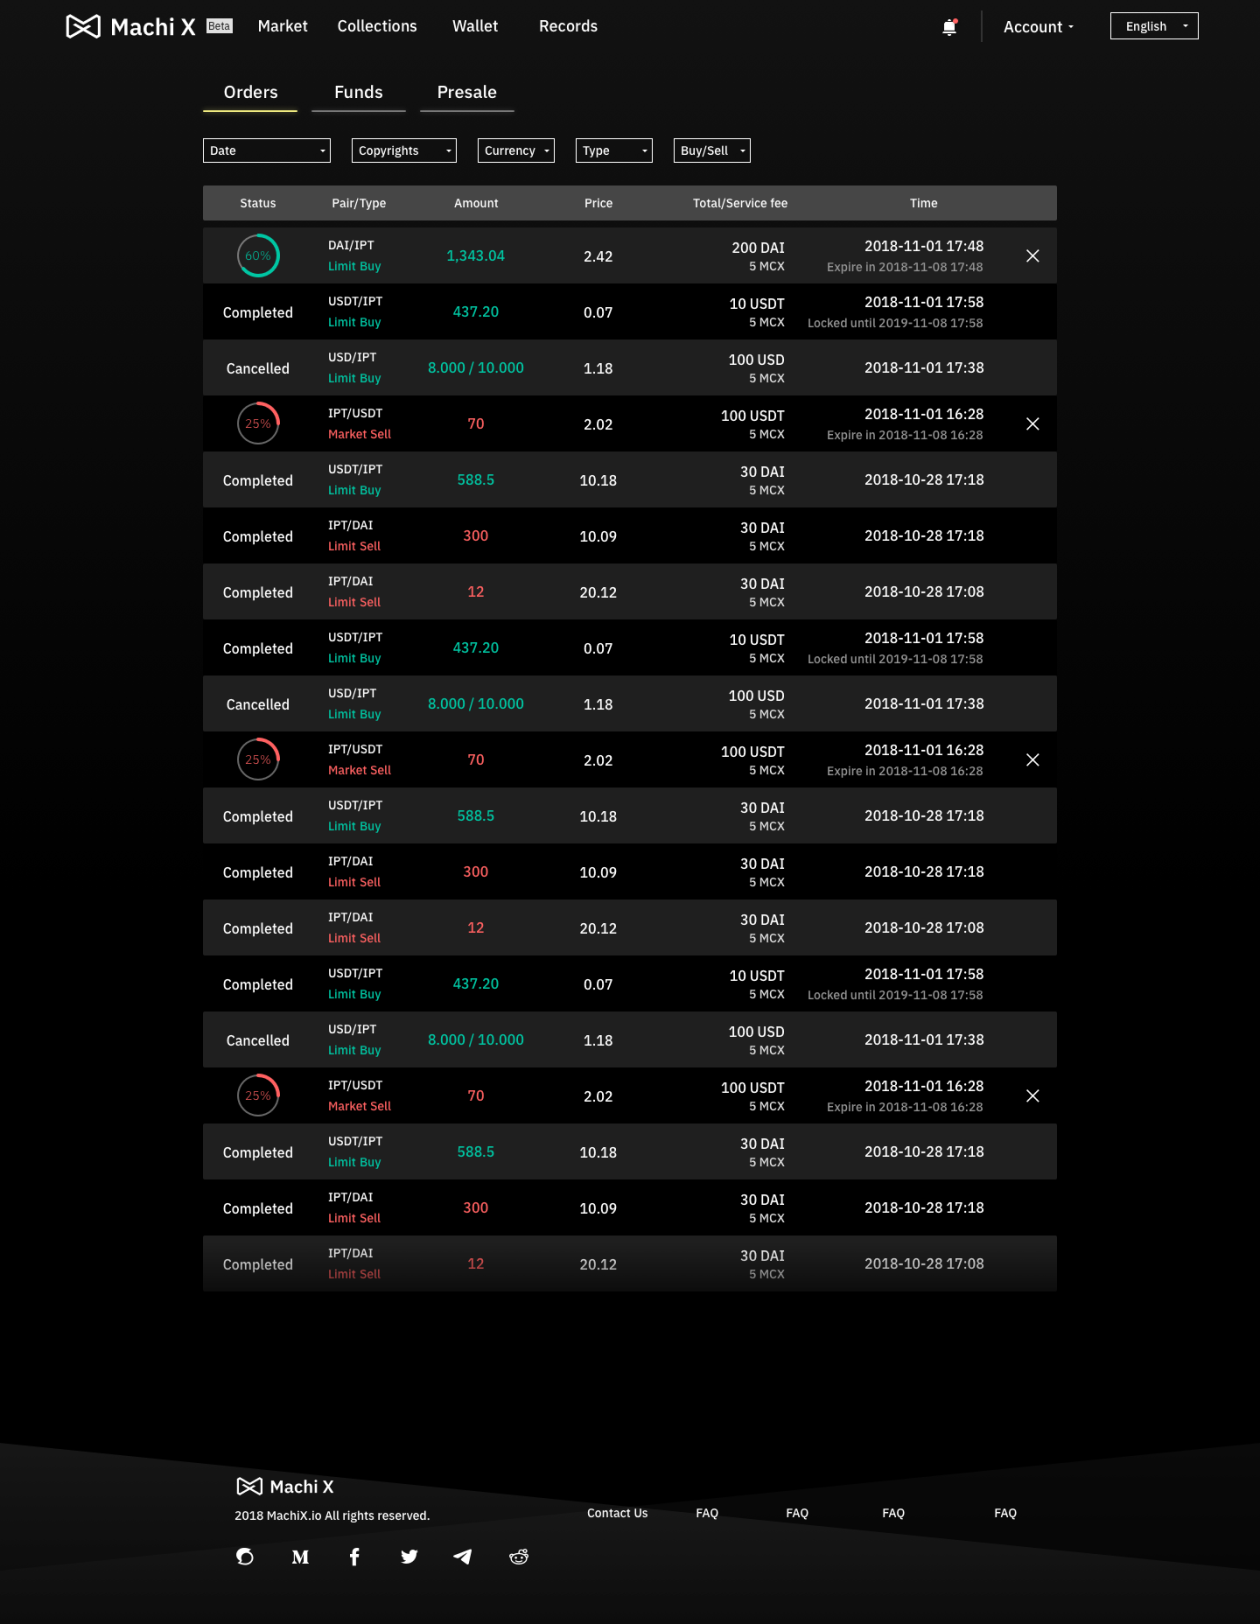 Machi X Beta Market Collections Wallet Records Account English
Orders Funds Presale
Date Copyrights Currency Type Buy/Sell
Status Pair/Type Amount Price Total/Service fee Time
60% DAI/IPT Limit Buy 1,343.04 2.42 200 DAI 5 MCX 2018-11-01 17:48 Expire in 2018-11-08 17:48
Completed USDT/IPT Limit Buy 437.20 0.07 10 USDT 5 MCX 2018-11-01 17:58 Locked until 2019-11-08 17:58
Cancelled USD/IPT Limit Buy 8.000 / 10.000 1.18 100 USD 5 MCX 2018-11-01 17:38
25% IPT/USDT Market Sell 70 2.02 100 USDT 5 MCX 2018-11-01 16:28 Expire in 2018-11-08 16:28
Completed USDT/IPT Limit Buy 588.5 10.18 30 DAI 5 MCX 2018-10-28 17:18
Completed IPT/DAI Limit Sell 300 10.09 30 DAI 5 MCX 2018-10-28 17:18
Completed IPT/DAI Limit Sell 12 20.12 30 DAI 5 MCX 2018-10-28 17:08
Completed USDT/IPT Limit Buy 437.20 0.07 10 USDT 5 MCX 2018-11-01 17:58 Locked until 2019-11-08 17:58
Cancelled USD/IPT Limit Buy 8.000 / 10.000 1.18 100 USD 5 MCX 2018-11-01 17:38
25% IPT/USDT Market Sell 70 2.02 100 USDT 5 MCX 2018-11-01 16:28 Expire in 2018-11-08 16:28
Completed USDT/IPT Limit Buy 588.5 10.18 30 DAI 5 MCX 2018-10-28 17:18
Completed IPT/DAI Limit Sell 300 10.09 30 DAI 5 MCX 2018-10-28 17:18
Completed IPT/DAI Limit Sell 12 20.12 30 DAI 5 MCX 2018-10-28 17:08
Completed USDT/IPT Limit Buy 437.20 0.07 10 USDT 5 MCX 2018-11-01 17:58 Locked until 2019-11-08 17:58
Cancelled USD/IPT Limit Buy 8.000 / 10.000 1.18 100 USD 5 MCX 2018-11-01 17:38
25% IPT/USDT Market Sell 70 2.02 100 USDT 5 MCX 2018-11-01 16:28 Expire in 2018-11-08 16:28
Completed USDT/IPT Limit Buy 588.5 10.18 30 DAI 5 MCX 2018-10-28 17:18
Completed IPT/DAI Limit Sell 300 10.09 30 DAI 5 MCX 2018-10-28 17:18
Completed IPT/DAI Limit Sell 12 20.12 30 DAI 5 MCX 2018-10-28 17:08
Machi X
2018 MachiX.io All rights reserved. Contact Us FAQ FAQ FAQ FAQ